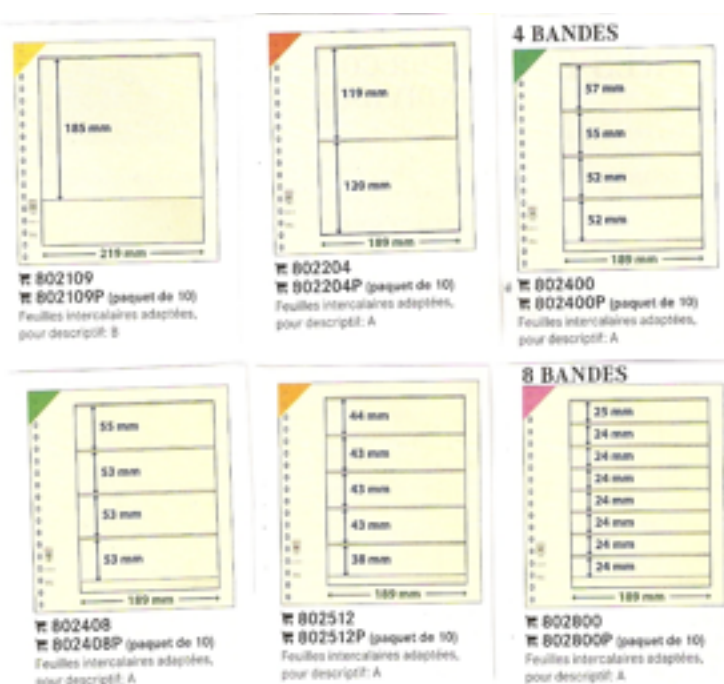 185 mm
219 mm
802109
802109P (paquet de 10)
Feuilles intercalaires adaptées,
pour descriptif: B
119 mm
120 mm
189 mm
802204
802204P (paquet de 10)
Feuilles intercalaires adaptées,
pour descriptif: A
4 BANDES
57 mm
55 mm
52 mm
52 mm
189 mm
802400
802400P (paquet de 10)
Feuilles intercalaires adaptées,
pour descriptif: A
55 mm
53 mm
53 mm
53 mm
189 mm
802408
802408P (paquet de 10)
Feuilles intercalaires adaptées,
pour descriptif: A
44 mm
43 mm
43 mm
43 mm
38 mm
189 mm
802512
802512P (paquet de 10)
Feuilles intercalaires adaptées,
pour descriptif: A
8 BANDES
25 mm
24 mm
24 mm
24 mm
24 mm
24 mm
24 mm
24 mm
189 mm
802800
802800P (paquet de 10)
Feuilles intercalaires adaptées,
pour descriptif: A